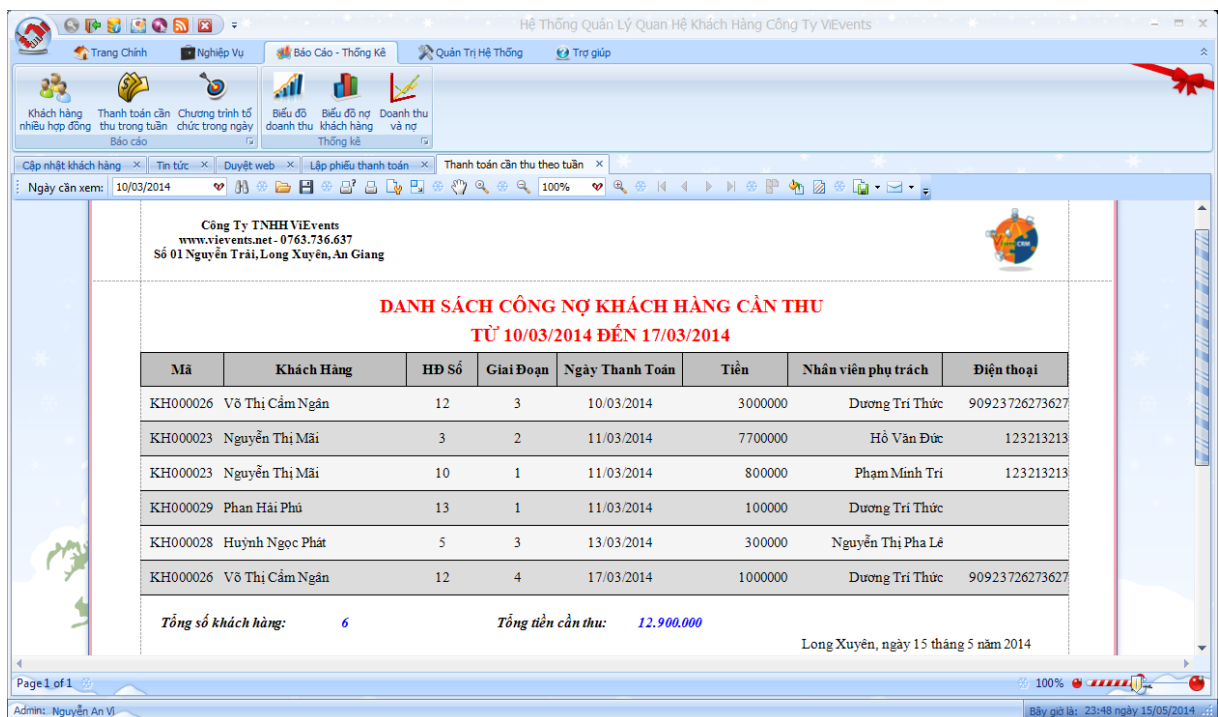 Hệ Thống Quản Lý Quan Hệ Khách Hàng Công Ty ViEvents
Trang Chính Nghiệp Vụ Báo Cáo - Thống Kê Quản Trị Hệ Thống Trợ giúp
Khách hàng Thanh toán cần Chương trình tổ Biểu đồ Biểu đồ nợ Doanh thu
nhiều hợp đồng thu trong tuần chức trong ngày doanh thu khách hàng và nợ
Báo cáo Thống kê
Cập nhật khách hàng × Tin tức × Duyệt web × Lập phiếu thanh toán × Thanh toán cần thu theo tuần ×
Ngày cần xem: 10/03/2014 100%
Công Ty TNHH ViEvents
www.vievents.net - 0763.736.637
Số 01 Nguyễn Trãi, Long Xuyên, An Giang
DANH SÁCH CÔNG NỢ KHÁCH HÀNG CẦN THU
TỪ 10/03/2014 ĐẾN 17/03/2014
Mã Khách Hàng HĐ Số Giai Đoạn Ngày Thanh Toán Tiền Nhân viên phụ trách Điện thoại
KH000026 Võ Thị Cẩm Ngân 12 3 10/03/2014 3000000 Dương Trí Thức 90923726273627
KH000023 Nguyễn Thị Mãi 3 2 11/03/2014 7700000 Hồ Văn Đức 123213213
KH000023 Nguyễn Thị Mãi 10 1 11/03/2014 800000 Phạm Minh Trí 123213213
KH000029 Phan Hải Phú 13 1 11/03/2014 100000 Dương Trí Thức
KH000028 Huỳnh Ngọc Phát 5 3 13/03/2014 300000 Nguyễn Thị Pha Lê
KH000026 Võ Thị Cẩm Ngân 12 4 17/03/2014 1000000 Dương Trí Thức 90923726273627
Tổng số khách hàng: 6 Tổng tiền cần thu: 12.900.000
Long Xuyên, ngày 15 tháng 5 năm 2014
Page 1 of 1 100%
Admin: Nguyễn An Vĩ Bây giờ là: 23:48 ngày 15/05/2014